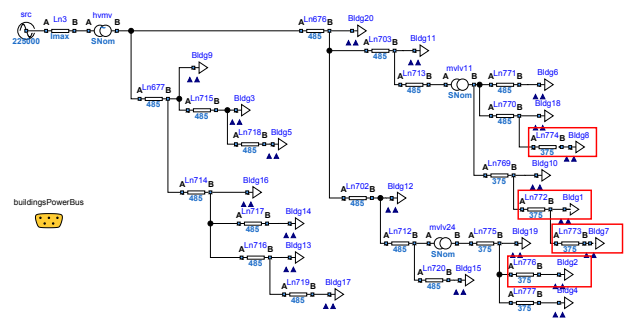 src
A Ln3 B
hvmv
A B
225000
Imax
SNom
A Ln676 B
485
Bldg20
A Ln703 B
485
Bldg11
A Ln713 B
485
mvlv11
A B
SNom
A Ln771 B
485
Bldg6
A Ln770 B
485
Bldg18
A Ln774 B
375
Bldg8
A Ln677 B
485
Bldg9
A Ln715 B
485
Bldg3
A Ln718 B
485
Bldg5
A Ln769 B
375
Bldg10
A Ln772 B
375
Bldg1
A Ln773 B
375
Bldg7
A Ln714 B
485
Bldg16
A Ln717 B
485
Bldg14
A Ln716 B
485
Bldg13
A Ln719 B
485
Bldg17
A Ln702 B
485
Bldg12
A Ln712 B
485
mvlv24
A B
SNom
A Ln775 B
375
Bldg19
A Ln720 B
485
Bldg15
A Ln776 B
375
Bldg2
A Ln777 B
375
Bldg4
buildingsPowerBus